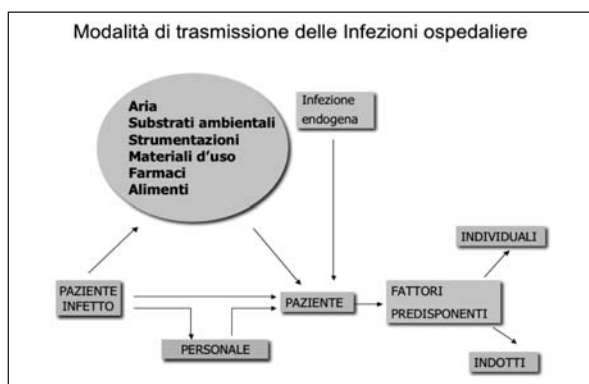 Modalità di trasmissione delle Infezioni ospedaliere
Aria
Substrati ambientali
Strumentazioni
Materiali d'uso
Farmaci
Alimenti
Infezione
endogena
INDIVIDUALI
PAZIENTE
INFETTO
PAZIENTE
FATTORI
PREDISPONENTI
PERSONALE
INDOTTI